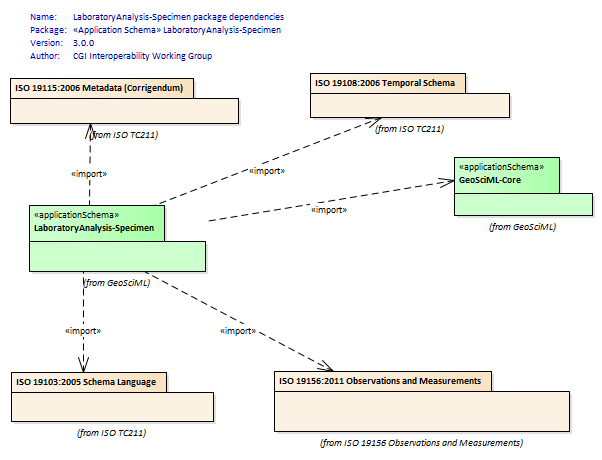 Name: LaboratoryAnalysis-Specimen package dependencies
Package: «Application Schema» LaboratoryAnalysis-Specimen
Version: 3.0.0
Author: CGI Interoperability Working Group
ISO 19115:2006 Metadata (Corrigendum)
(from ISO TC211)
ISO 19108:2006 Temporal Schema
(from ISO TC211)
«import»
«import»
«applicationSchema»
GeoSciML-Core
(from GeoSciML)
«import»
«applicationSchema»
LaboratoryAnalysis-Specimen
(from GeoSciML)
«import»
«import»
ISO 19103:2005 Schema Language
(from ISO TC211)
ISO 19156:2011 Observations and Measurements
(from ISO 19156 Observations and Measurements)